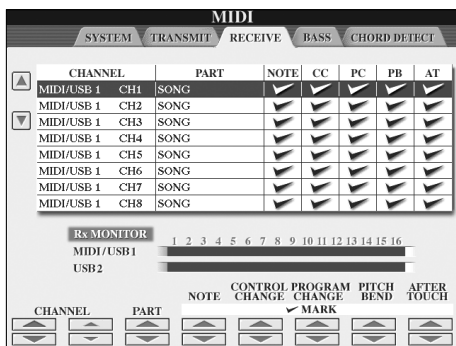 MIDI
SYSTEM TRANSMIT RECEIVE BASS CHORD DETECT
CHANNEL PART NOTE CC PC PB AT
MIDI/USB 1 CH1 SONG
MIDI/USB 1 CH2 SONG
MIDI/USB 1 CH3 SONG
MIDI/USB 1 CH4 SONG
MIDI/USB 1 CH5 SONG
MIDI/USB 1 CH6 SONG
MIDI/USB 1 CH7 SONG
MIDI/USB 1 CH8 SONG
Rx MONITOR 1 2 3 4 5 6 7 8 9 10 11 12 13 14 15 16
MIDI/USB1
USB2
CHANNEL PART NOTE CONTROL CHANGE PROGRAM CHANGE PITCH BEND AFTER TOUCH
MARK